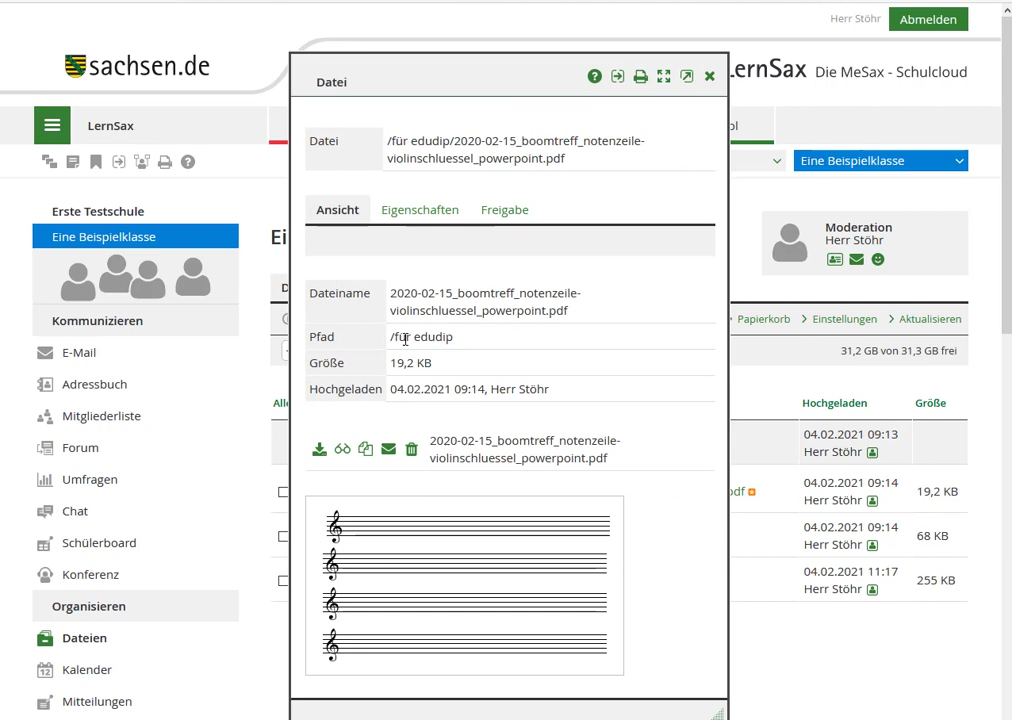 Herr Stöhr
Abmelden
sachsen.de
LernSax Die MeSax - Schulcloud
LernSax
Eine Beispielklasse
Erste Testschule
Eine Beispielklasse
Kommunizieren
E-Mail
Adressbuch
Mitgliederliste
Forum
Umfragen
Chat
Schülerboard
Konferenz
Organisieren
Dateien
Kalender
12
Mitteilungen
Datei
Datei
/für edudip/2020-02-15_boomtreff_notenzeile-
violinschluessel_powerpoint.pdf
Ansicht
Eigenschaften
Freigabe
Dateiname
2020-02-15_boomtreff_notenzeile-
violinschluessel_powerpoint.pdf
Pfad
/für edudip
Größe
19,2 KB
Hochgeladen
04.02.2021 09:14, Herr Stöhr
2020-02-15_boomtreff_notenzeile-
violinschluessel_powerpoint.pdf
Moderation
Herr Stöhr
Papierkorb
Einstellungen
Aktualisieren
31,2 GB von 31,3 GB frei
Hochgeladen
Größe
04.02.2021 09:13
Herr Stöhr
04.02.2021 09:14
Herr Stöhr
19,2 KB
04.02.2021 09:14
Herr Stöhr
68 KB
04.02.2021 11:17
Herr Stöhr
255 KB